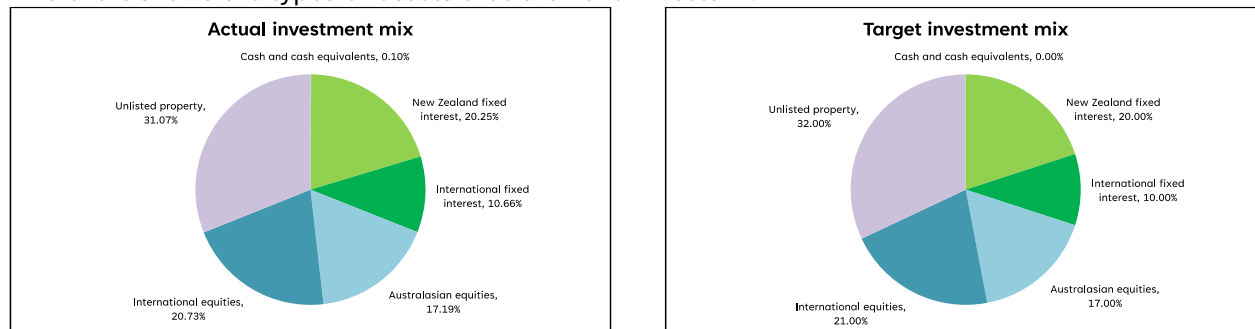 Actual investment mix
Cash and cash equivalents, 0.10%
New Zealand fixed
interest, 20.25%
International fixed
interest, 10.66%
Australasian equities,
17.19%
International equities,
20.73%
Unlisted property,
31.07%
Target investment mix
Cash and cash equivalents, 0.00%
New Zealand fixed
interest, 20.00%
International fixed
interest, 10.00%
Australasian equities,
17.00%
International equities,
21.00%
Unlisted property,
32.00%